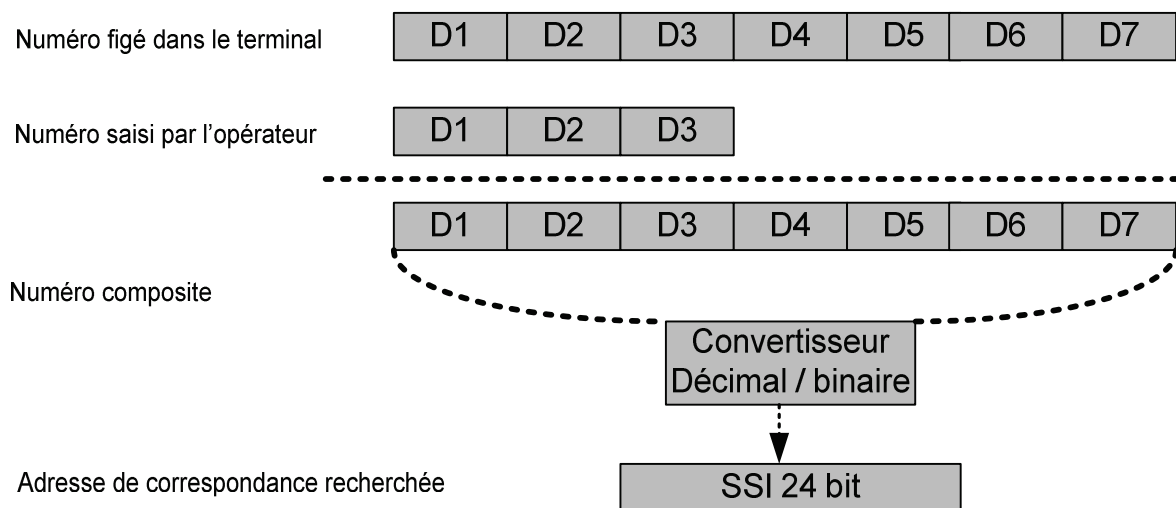 Numéro figé dans le terminal D1 D2 D3 D4 D5 D6 D7
Numéro saisi par l'opérateur D1 D2 D3
D1 D2 D3 D4 D5 D6 D7
Numéro composite
Convertisseur
Décimal / binaire
Adresse de correspondance recherchée SSI 24 bit